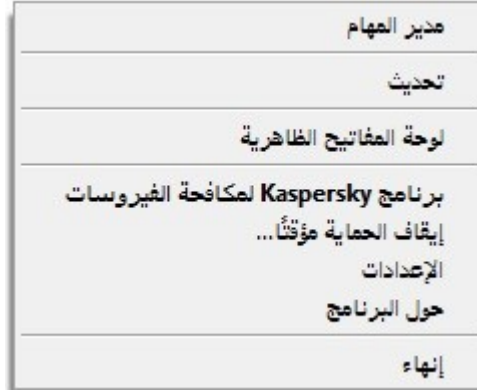 مدير المهام
تحديث
لوحة المفاتيح الظاهرية
برنامج Kaspersky لمكافحة الفيروسات
إيقاف الحماية مؤقتًا...
الإعدادات
حول البرنامج
إنهاء